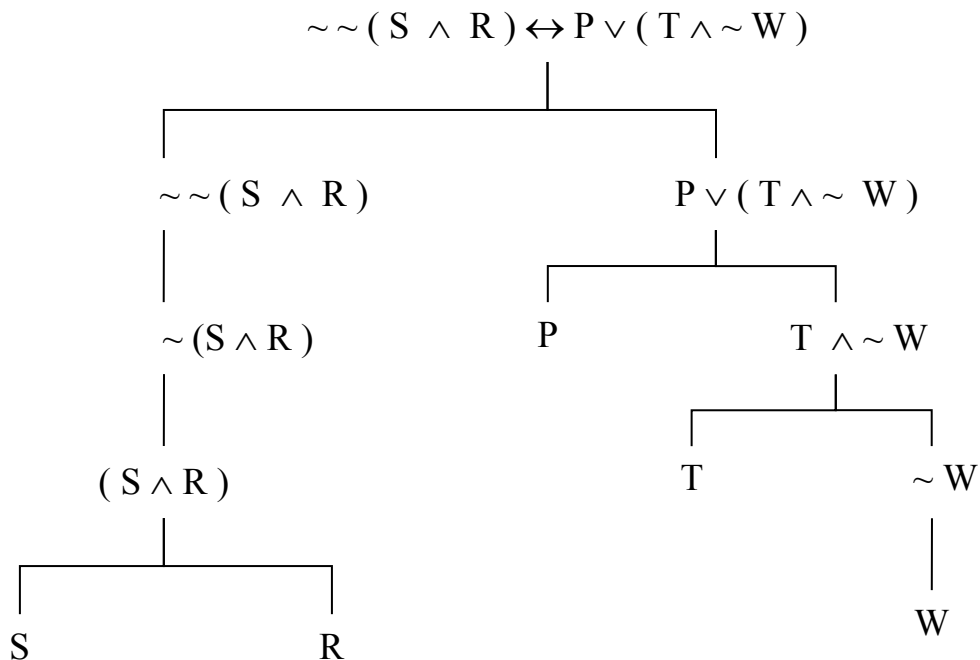 ~ ~ ( S ∧ R ) ↔ P ∨ ( T ∧ ~ W )
~ ~ ( S ∧ R ) P ∨ ( T ∧ ~ W )
~ (S ∧ R ) P T ∧ ~ W
( S ∧ R ) T ~ W
S R W